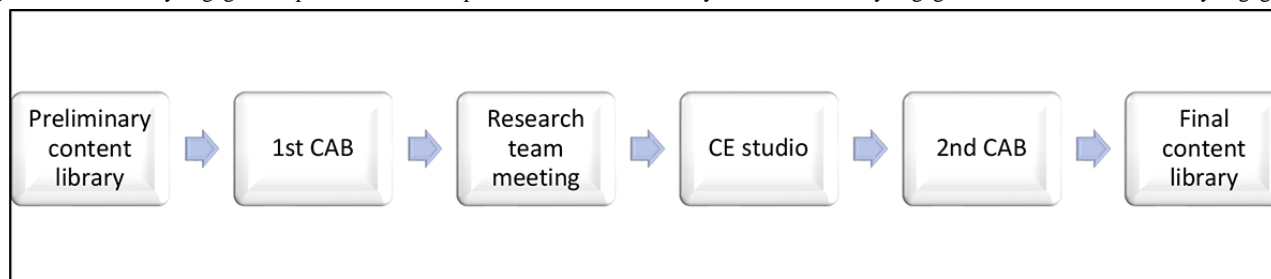 Preliminary
content
library
1st CAB
Research
team
meeting
CE studio
2nd CAB
Final
content
library